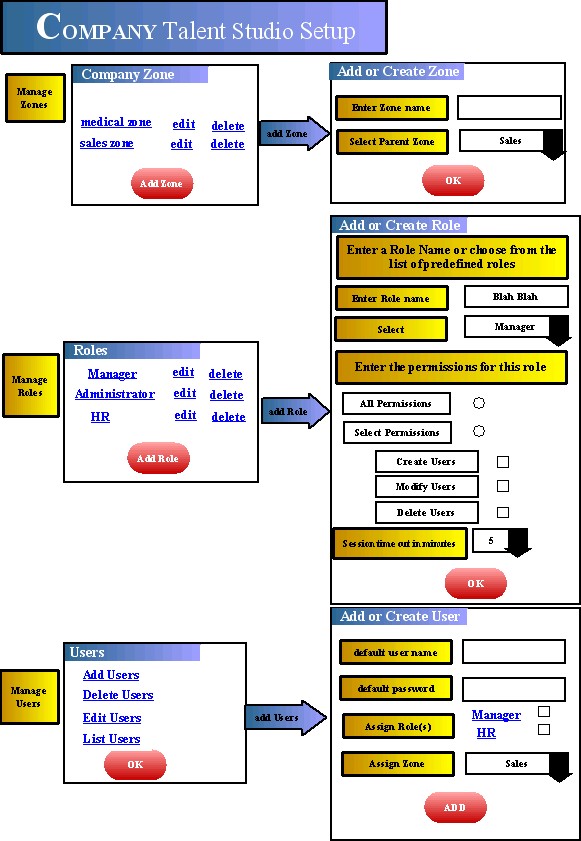 COMPANY Talent Studio Setup
Manage
Zones
Company Zone
medical zone edit delete
sales zone edit delete
Add Zone
add Zone
Add or Create Zone
Enter Zone name
Select Parent Zone Sales
OK
Manage
Roles
Roles
Manager edit delete
Administrator edit delete
HR edit delete
Add Role
add Role
Add or Create Role
Enter a Role Name or choose from the
list of predefined roles
Enter Role name Blah Blah
Select Manager
Enter the permissions for this role
All Permissions
Select Permissions
Create Users
Modify Users
Delete Users
Session time out in minutes 5
OK
Manage
Users
Users
Add Users
Delete Users
Edit Users
List Users
OK
add Users
Add or Create User
default user name
default password
Assign Role(s) Manager
HR
Assign Zone Sales
ADD